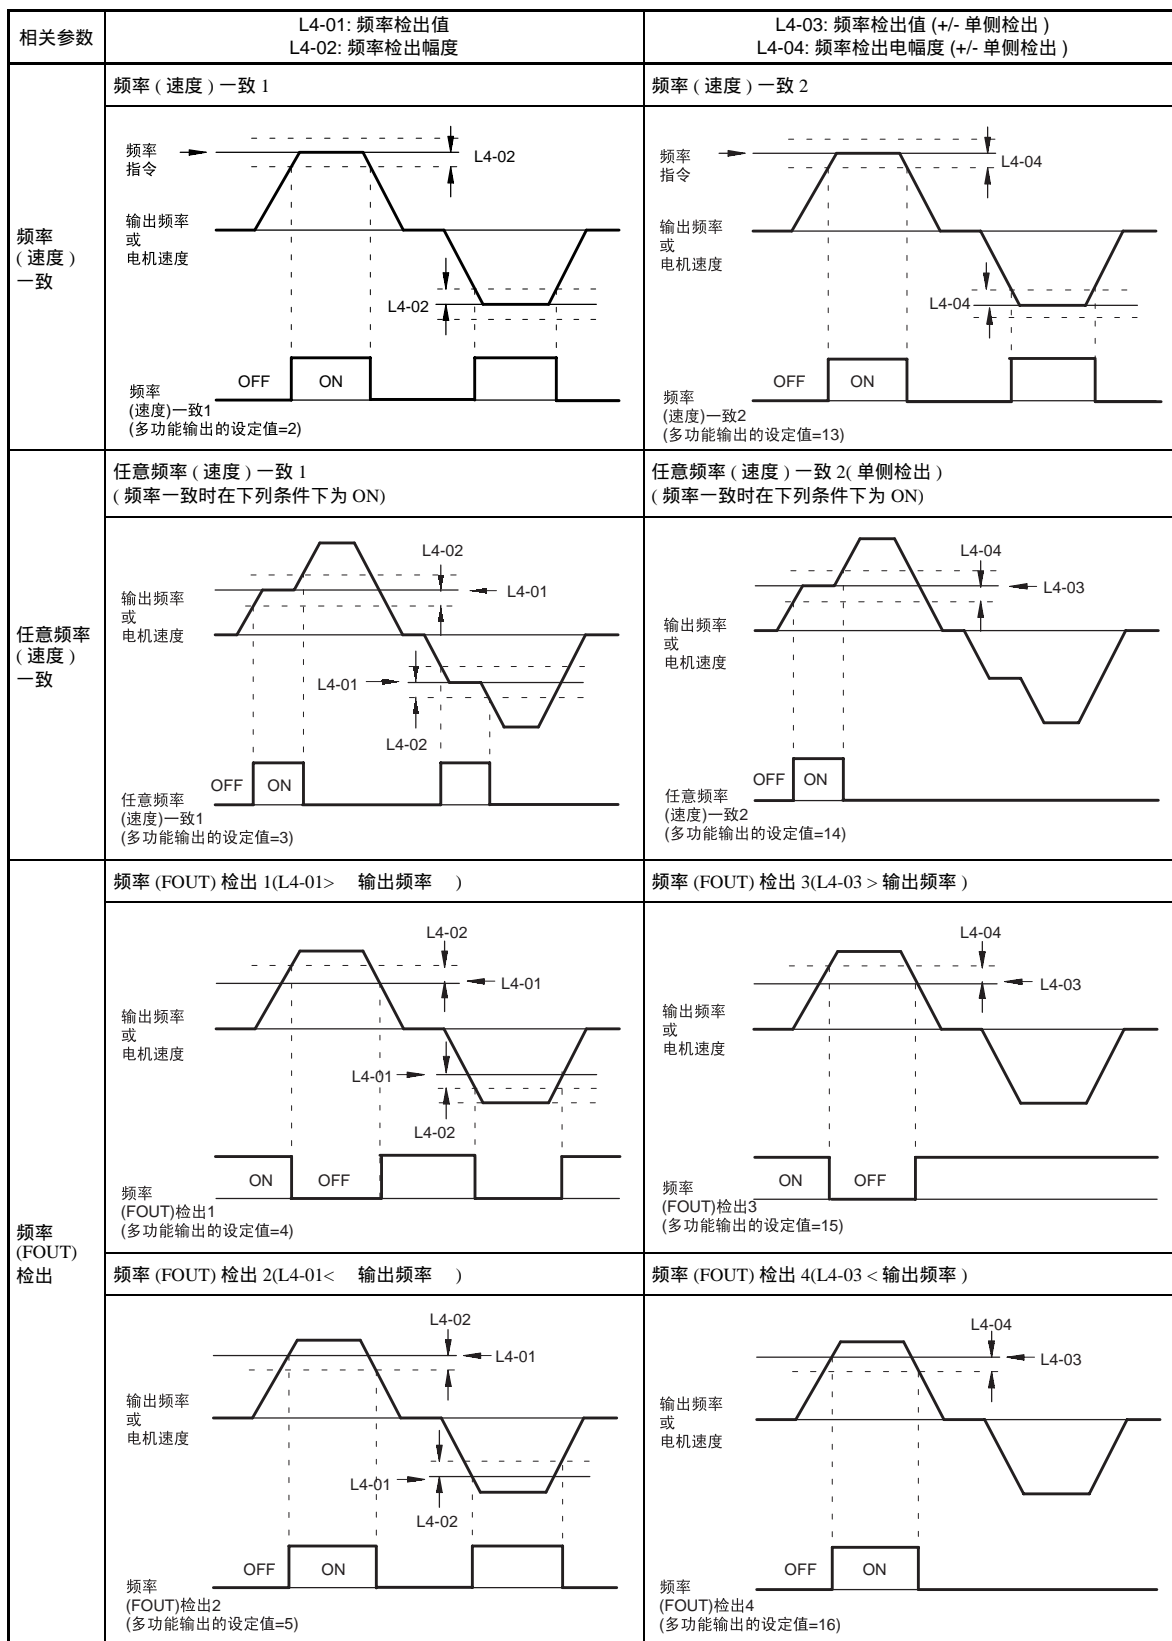 相关参数
L4-01: 频率检出值
L4-02: 频率检出幅度
L4-03: 频率检出值 (+/- 单侧检出 )
L4-04: 频率检出电幅度 (+/- 单侧检出 )
频率
( 速度 )
一致
频率 ( 速度 ) 一致 1
频率
指令
L4-02
输出频率
或
电机速度
L4-02
OFF
ON
频率
(速度)一致1
(多功能输出的设定值=2)
频率 ( 速度 ) 一致 2
频率
指令
L4-04
输出频率
或
电机速度
L4-04
OFF
ON
频率
(速度)一致2
(多功能输出的设定值=13)
任意频率
( 速度 )
一致
任意频率 ( 速度 ) 一致 1
( 频率一致时在下列条件下为 ON)
L4-02
L4-01
输出频率
或
电机速度
L4-01
L4-02
OFF
ON
任意频率
(速度)一致1
(多功能输出的设定值=3)
任意频率 ( 速度 ) 一致 2( 单侧检出 )
( 频率一致时在下列条件下为 ON)
L4-04
L4-03
输出频率
或
电机速度
OFF
ON
任意频率
(速度)一致2
(多功能输出的设定值=14)
频率
(FOUT)
检出
频率 (FOUT) 检出 1(L4-01> 输出频率 )
L4-02
L4-01
输出频率
或
电机速度
L4-01
L4-02
ON
OFF
频率
(FOUT)检出1
(多功能输出的设定值=4)
频率 (FOUT) 检出 3(L4-03 > 输出频率 )
L4-04
L4-03
输出频率
或
电机速度
ON
OFF
频率
(FOUT)检出3
(多功能输出的设定值=15)
频率 (FOUT) 检出 2(L4-01< 输出频率 )
L4-02
L4-01
输出频率
或
电机速度
L4-01
L4-02
OFF
ON
频率
(FOUT)检出2
(多功能输出的设定值=5)
频率 (FOUT) 检出 4(L4-03 < 输出频率 )
L4-04
L4-03
输出频率
或
电机速度
OFF
ON
频率
(FOUT)检出4
(多功能输出的设定值=16)